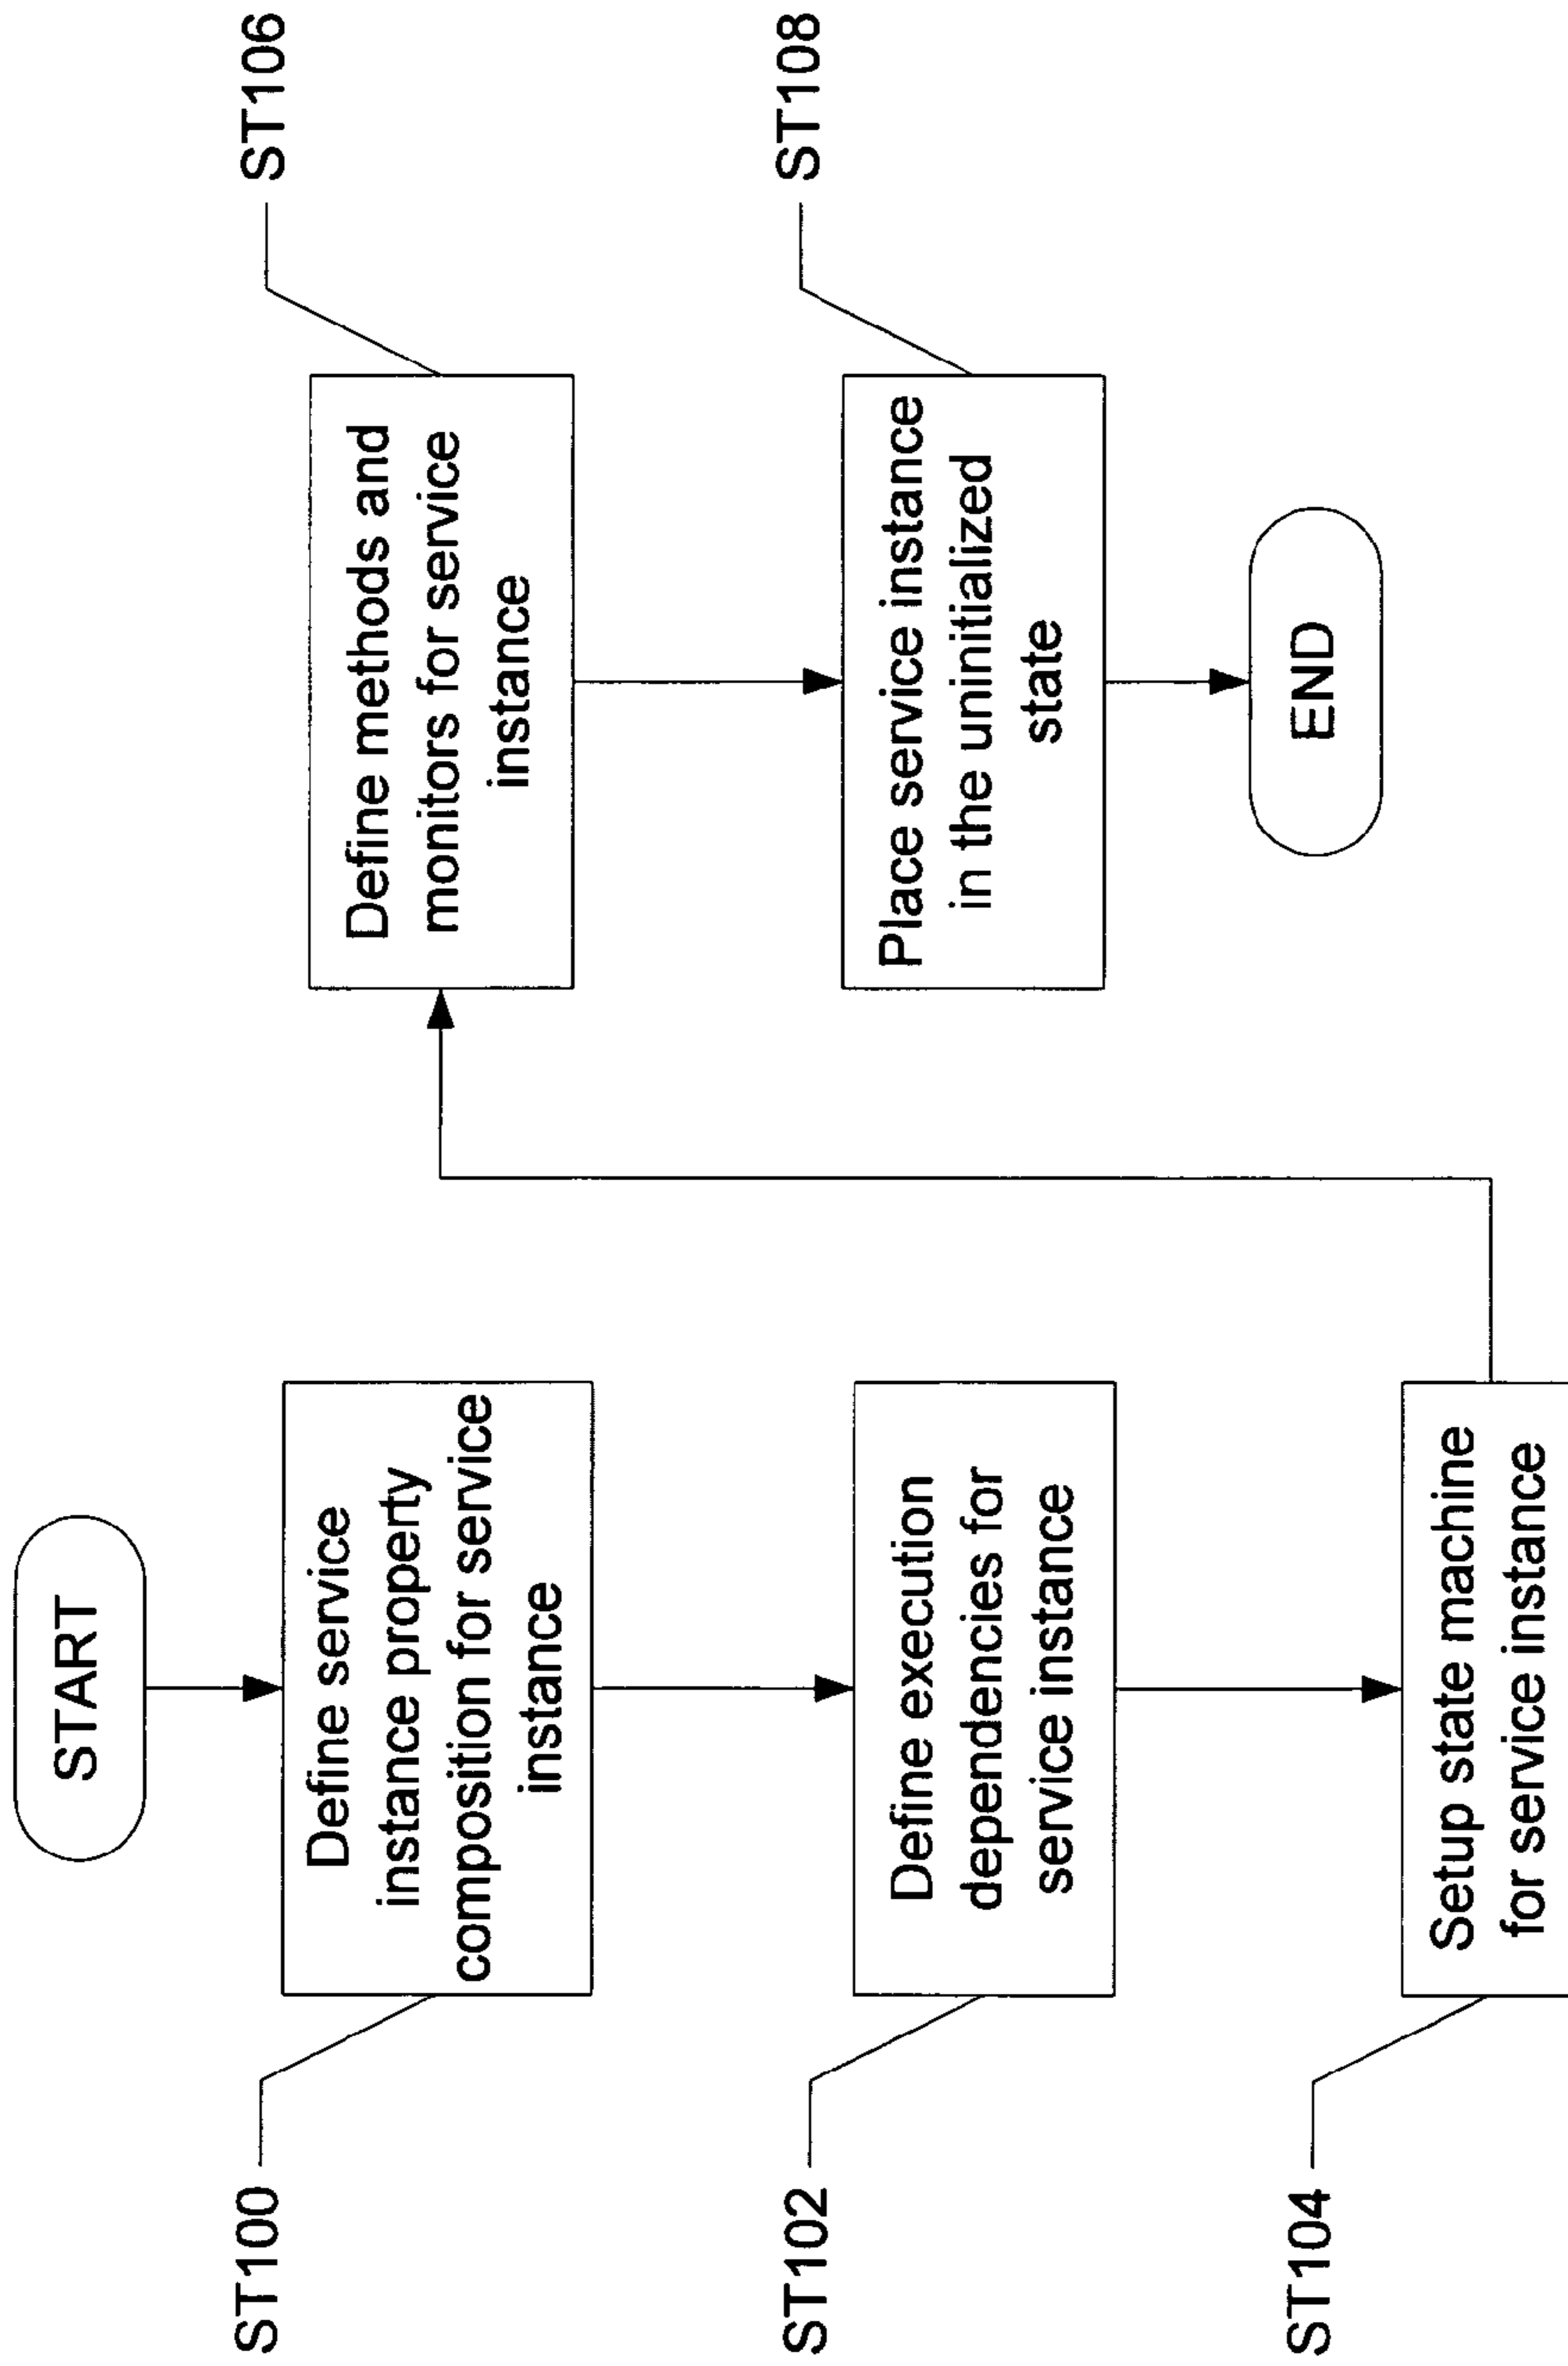 START
ST100
Define service
instance property
composition for service
instance
ST102
Define execution
dependencies for
service instance
ST104
Setup state machine
for service instance
ST106
Define methods and
monitors for service
instance
ST108
Place service instance
in the uninitialized
state
END